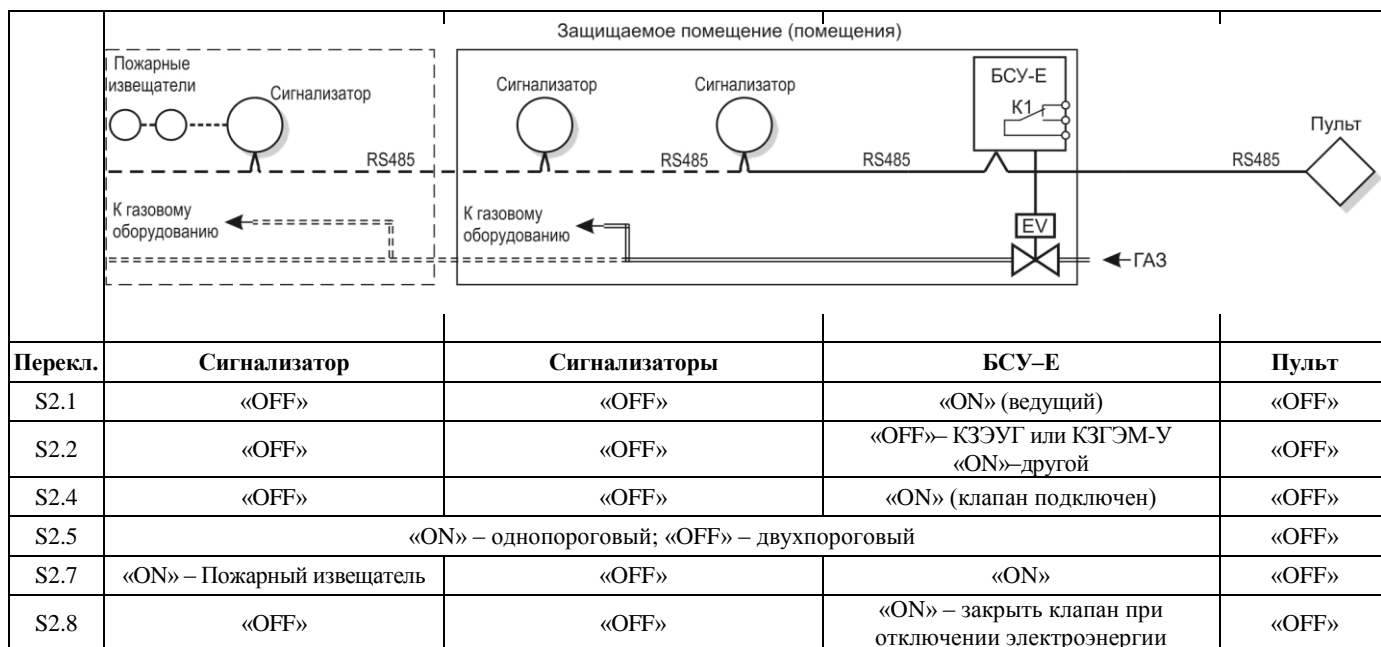 Защищаемое помещение (помещения)
Пожарные
извещатели
Сигнализатор
Сигнализатор
Сигнализатор
БСУ-Е
К1
Пульт
RS485
RS485
RS485
RS485
К газовому
оборудованию
К газовому
оборудованию
EV
ГАЗ
Перекл. Сигнализатор Сигнализаторы БСУ–Е Пульт
S2.1 «OFF» «OFF» «ON» (ведущий) «OFF»
S2.2 «OFF» «OFF» «OFF»– КЗЭУГ или КЗГЭМ-У
«ON»–другой «OFF»
S2.4 «OFF» «OFF» «ON» (клапан подключен) «OFF»
S2.5 «ON» – однопороговый; «OFF» – двухпороговый «OFF»
S2.7 «ON» – Пожарный извещатель «OFF» «ON» «OFF»
S2.8 «OFF» «OFF» «ON» – закрыть клапан при
отключении электроэнергии «OFF»